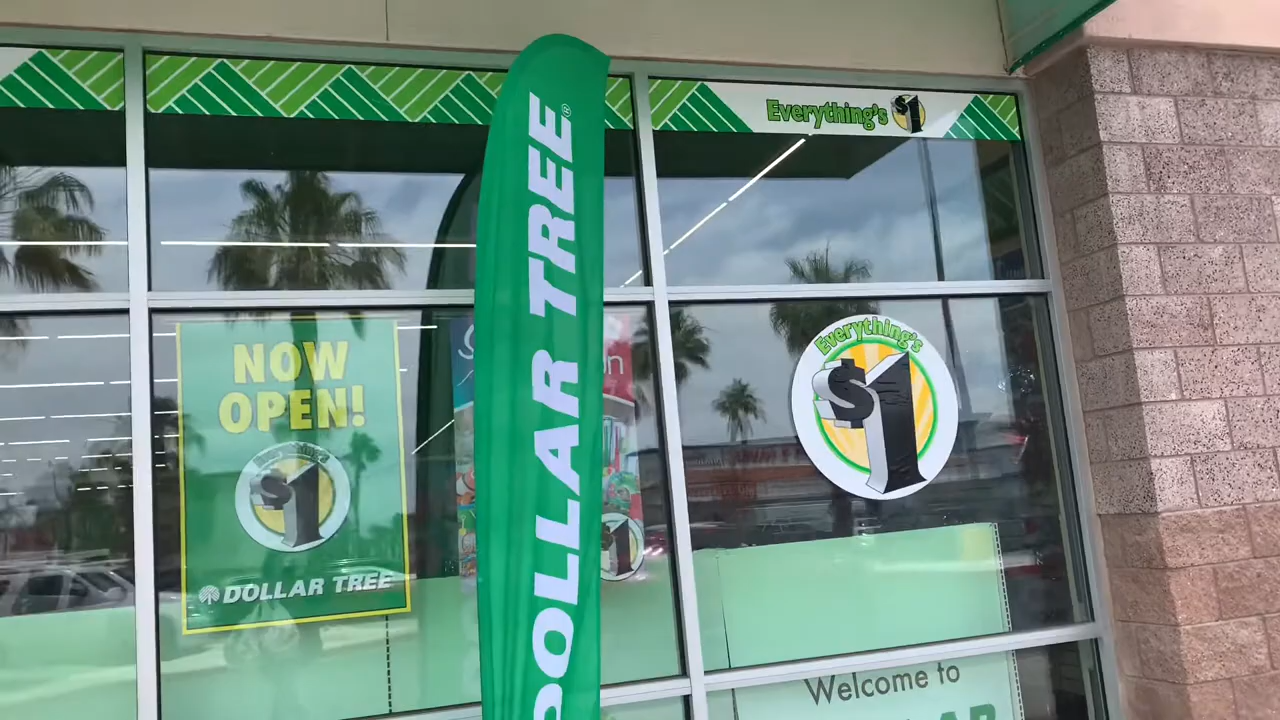 Everything's $1
DOLLAR TREE®
NOW
OPEN!
$1
DOLLAR TREE
Everything's
$1
Welcome to